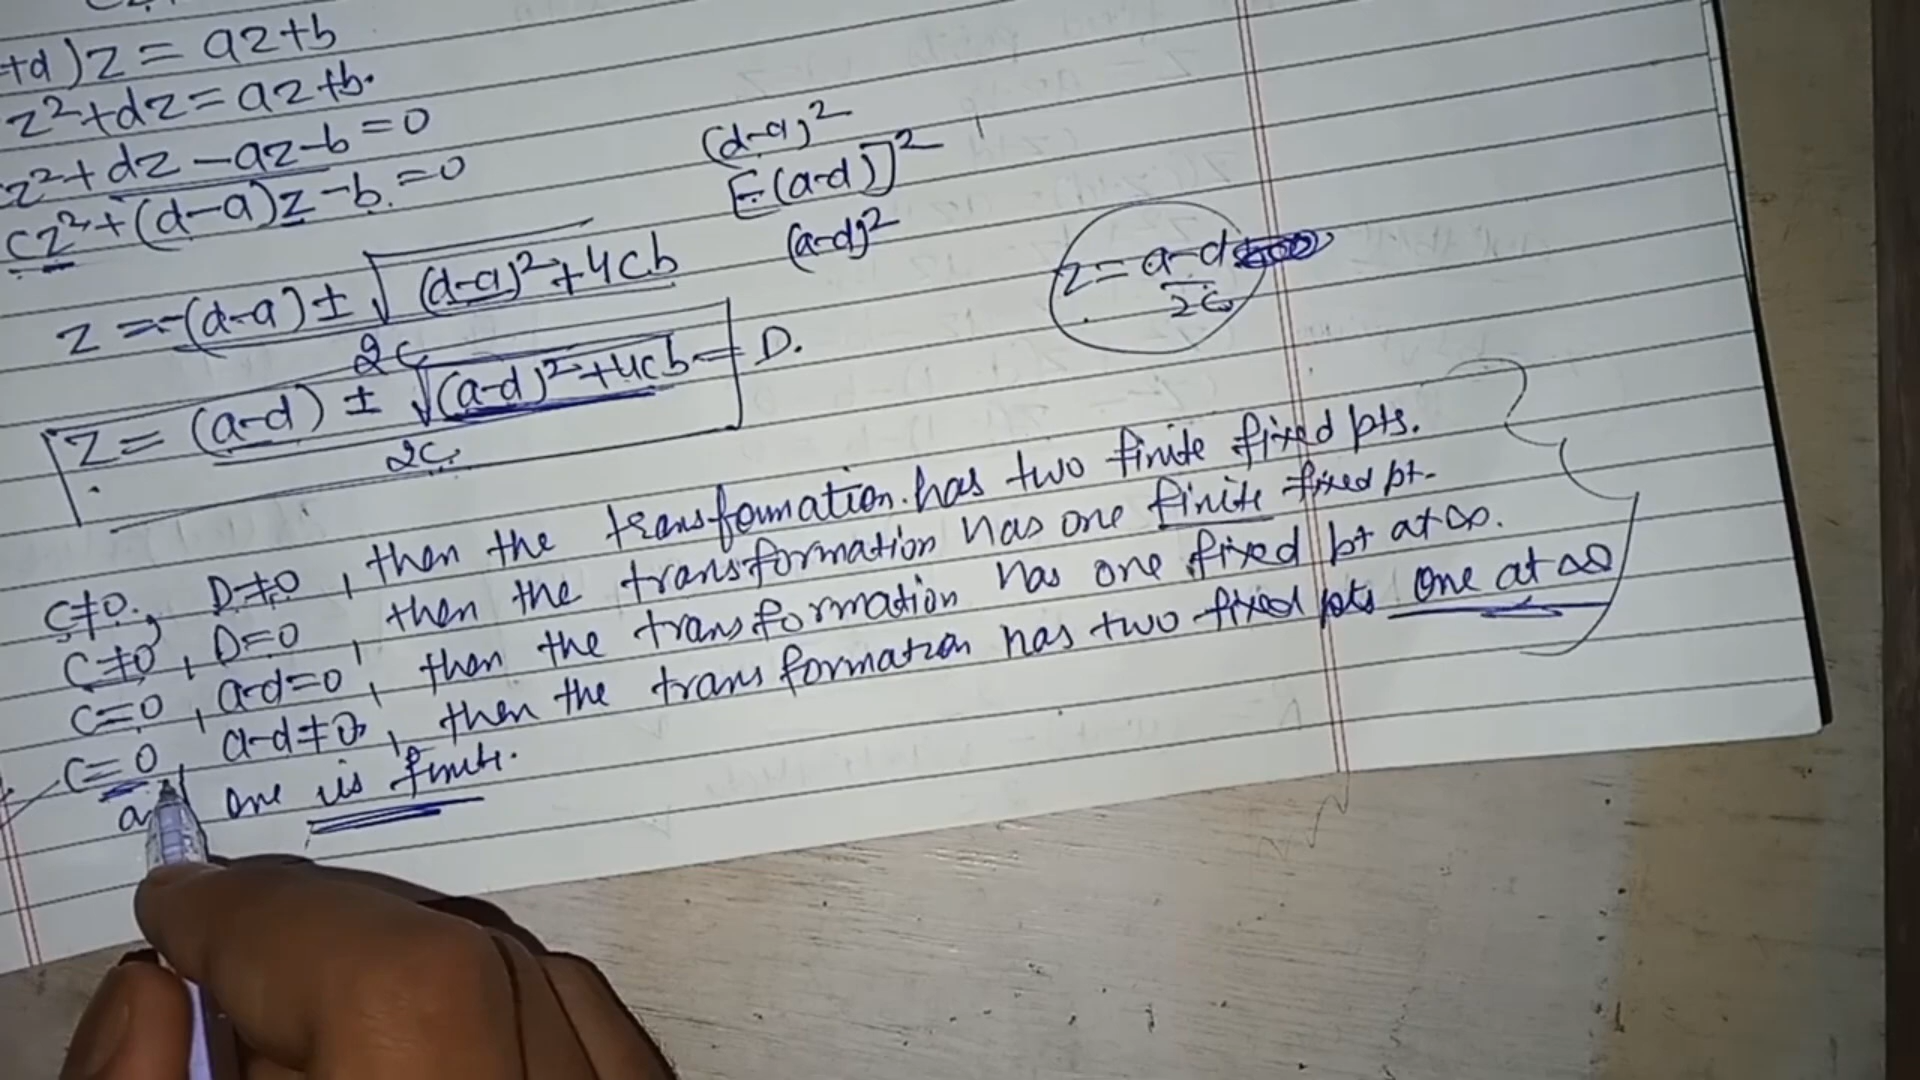 +d)z = az+b
z²+dz = az+b.
z²+dz-az-b=0
cz²+(d-a)z-b=0
(d-a)²
[-(a-d)]²
(a-d)²
z = -(d-a) ± √(d-a)²+4cb
2c
z = (a-d) ± √(a-d)²+4cb
2c
D.
z = a-d
2c
C≠0, D≠0, then the transformation has two finite fixed pts.
C≠0, D=0, then the transformation has one finite fixed pt.
C=0, a-d=0, then the transformation has one fixed pt at ∞.
C=0, a-d≠0, then the transformation has two fixed pts one at ∞
one is finite.